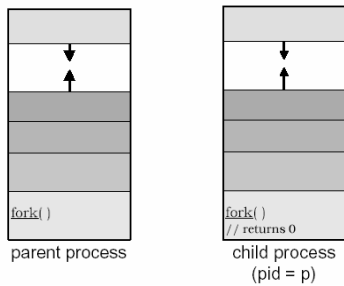 fork()
parent process
fork()
// returns 0
child process
(pid = p)